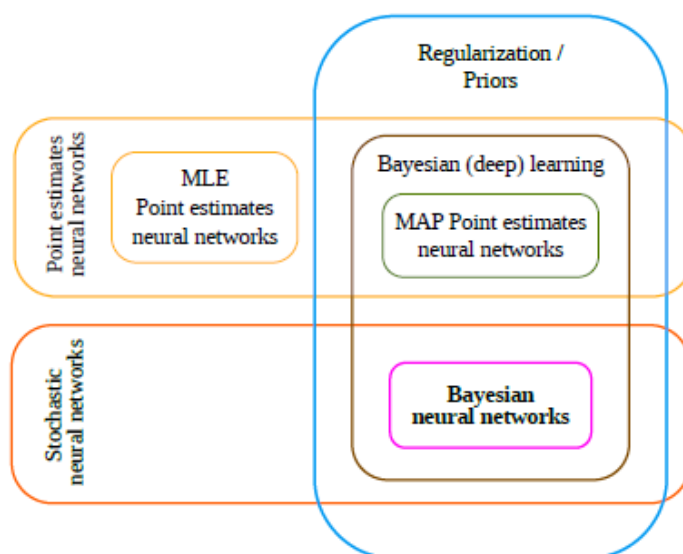 Regularization /
Priors
Point estimates
neural networks
MLE
Point estimates
neural networks
Bayesian (deep) learning
MAP Point estimates
neural networks
Stochastic
neural networks
Bayesian
neural networks